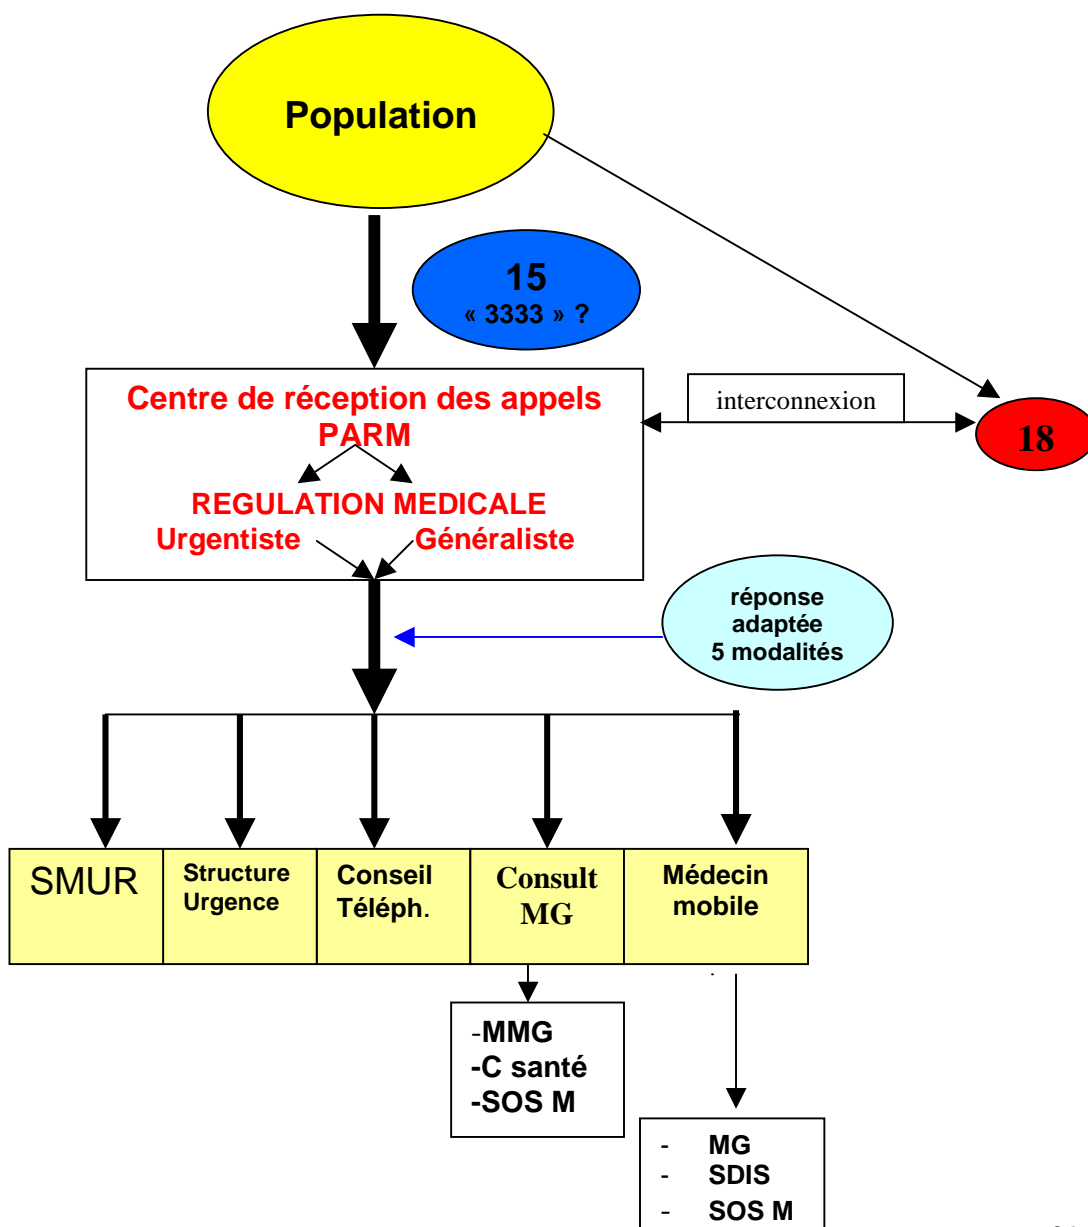 Population
15
« 3333 » ?
Centre de réception des appels
PARM
REGULATION MEDICALE
Urgentiste Généraliste
interconnexion
18
réponse
adaptée
5 modalités
SMUR
Structure
Urgence
Conseil
Téléph.
Consult
MG
Médecin
mobile
-MMG
-C santé
-SOS M
- MG
- SDIS
- SOS M